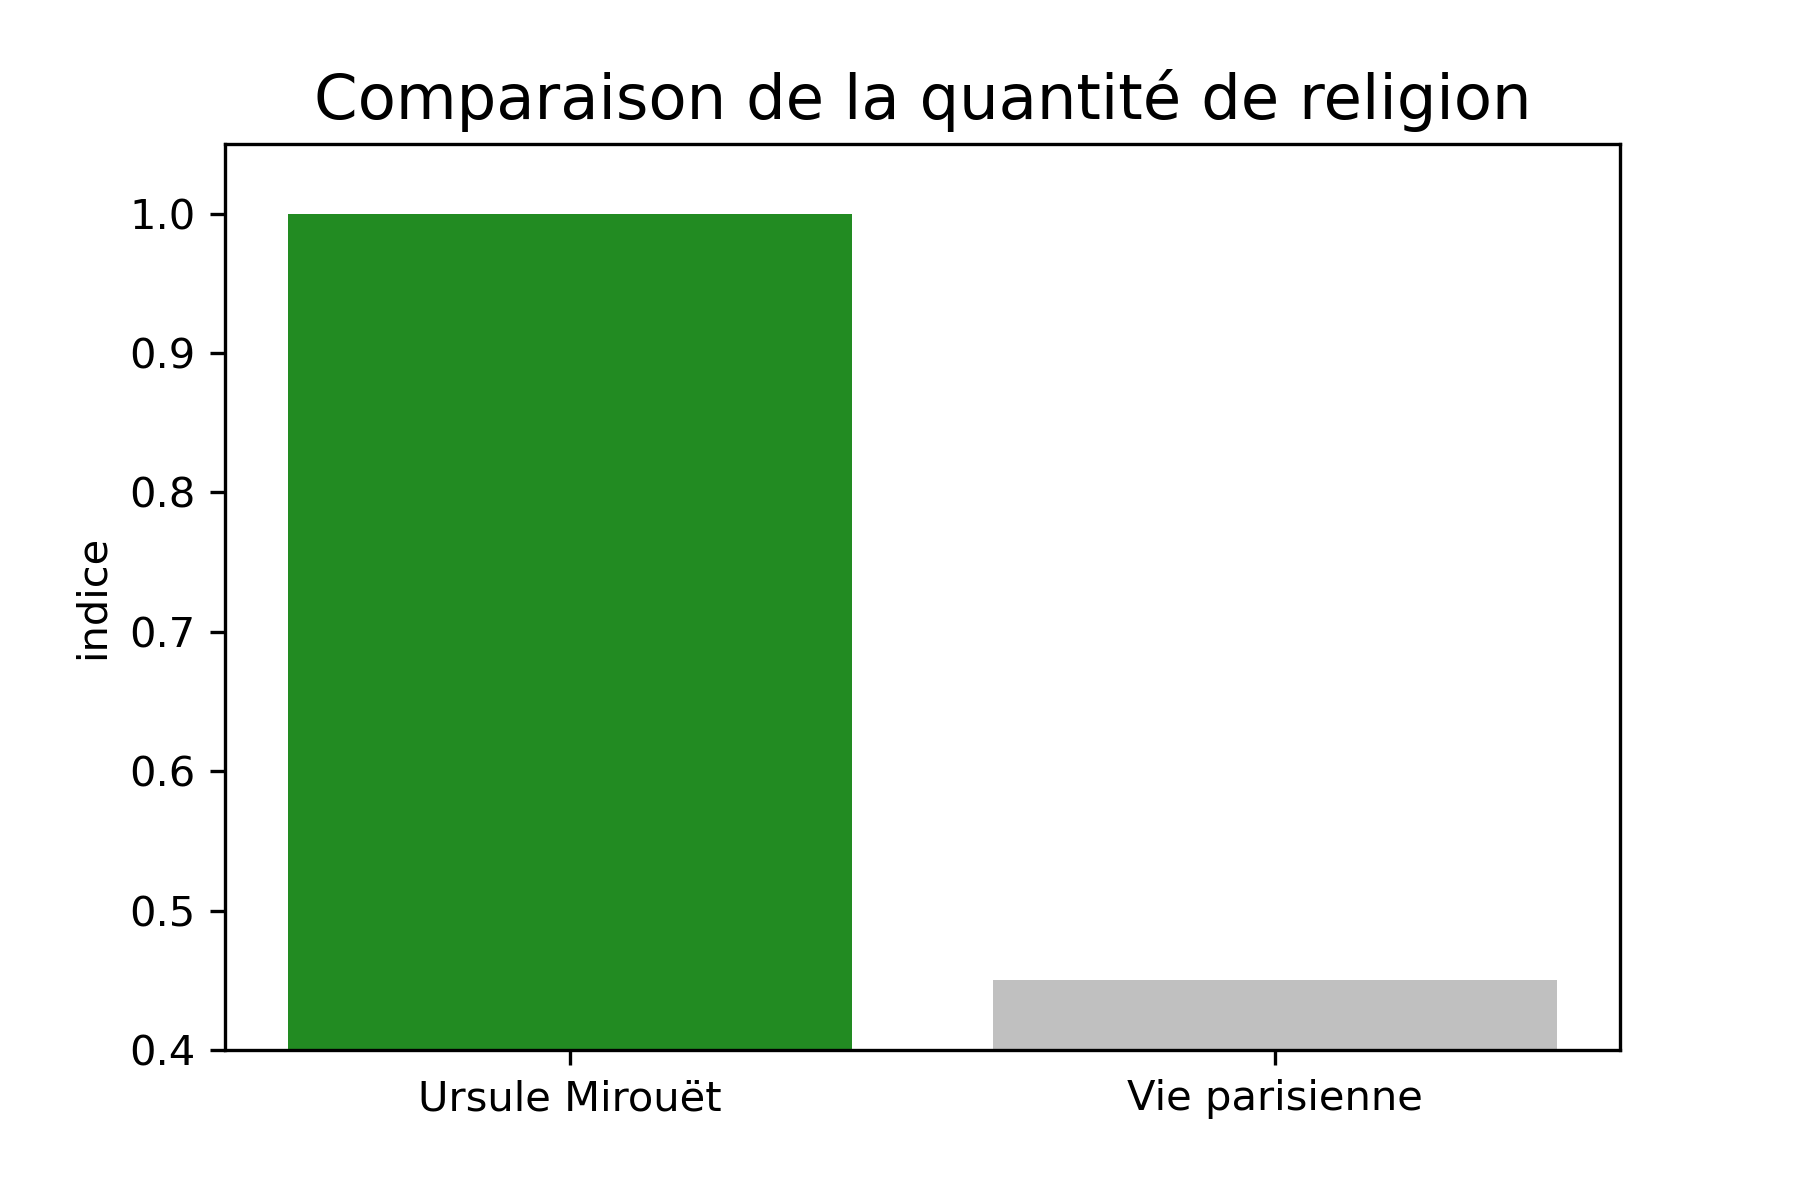 Comparaison de la quantité de religion
1.0
0.9
0.8
0.7
0.6
0.5
0.4
indice
Ursule Mirouët
Vie parisienne